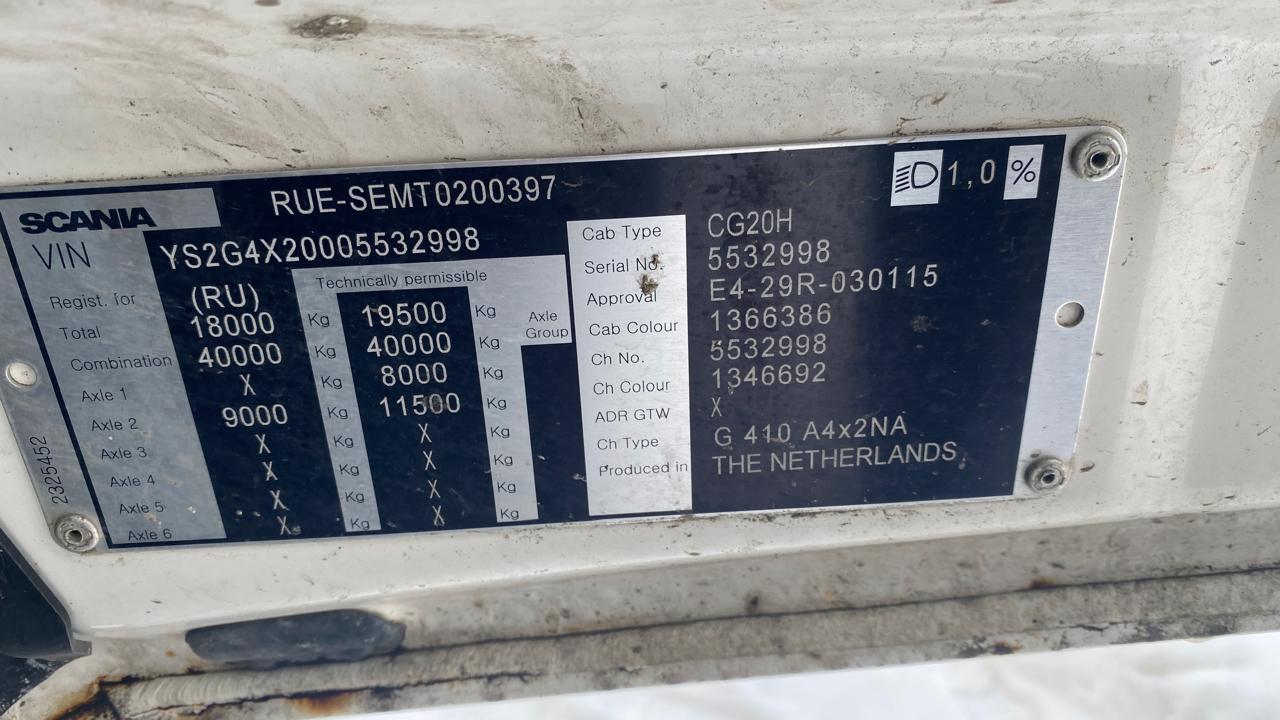 RUE-SEMT0200397
1,0 %
SCANIA
VIN YS2G4X20005532998
Technically permissible
Regist. for (RU)
Total 18000 Kg 19500 Kg Axle Group
Combination 40000 Kg 40000 Kg
Axle 1 X Kg 8000 Kg
Axle 2 9000 Kg 11500 Kg
Axle 3 X Kg X Kg
Axle 4 X Kg X Kg
Axle 5 X Kg X Kg
Axle 6 X Kg X Kg
2325452
Cab Type CG20H
Serial No. 5532998
Approval E4-29R-030115
Cab Colour 1366386
Ch No. 5532998
Ch Colour 1346692
ADR GTW X
Ch Type G 410 A4x2NA
Produced in THE NETHERLANDS